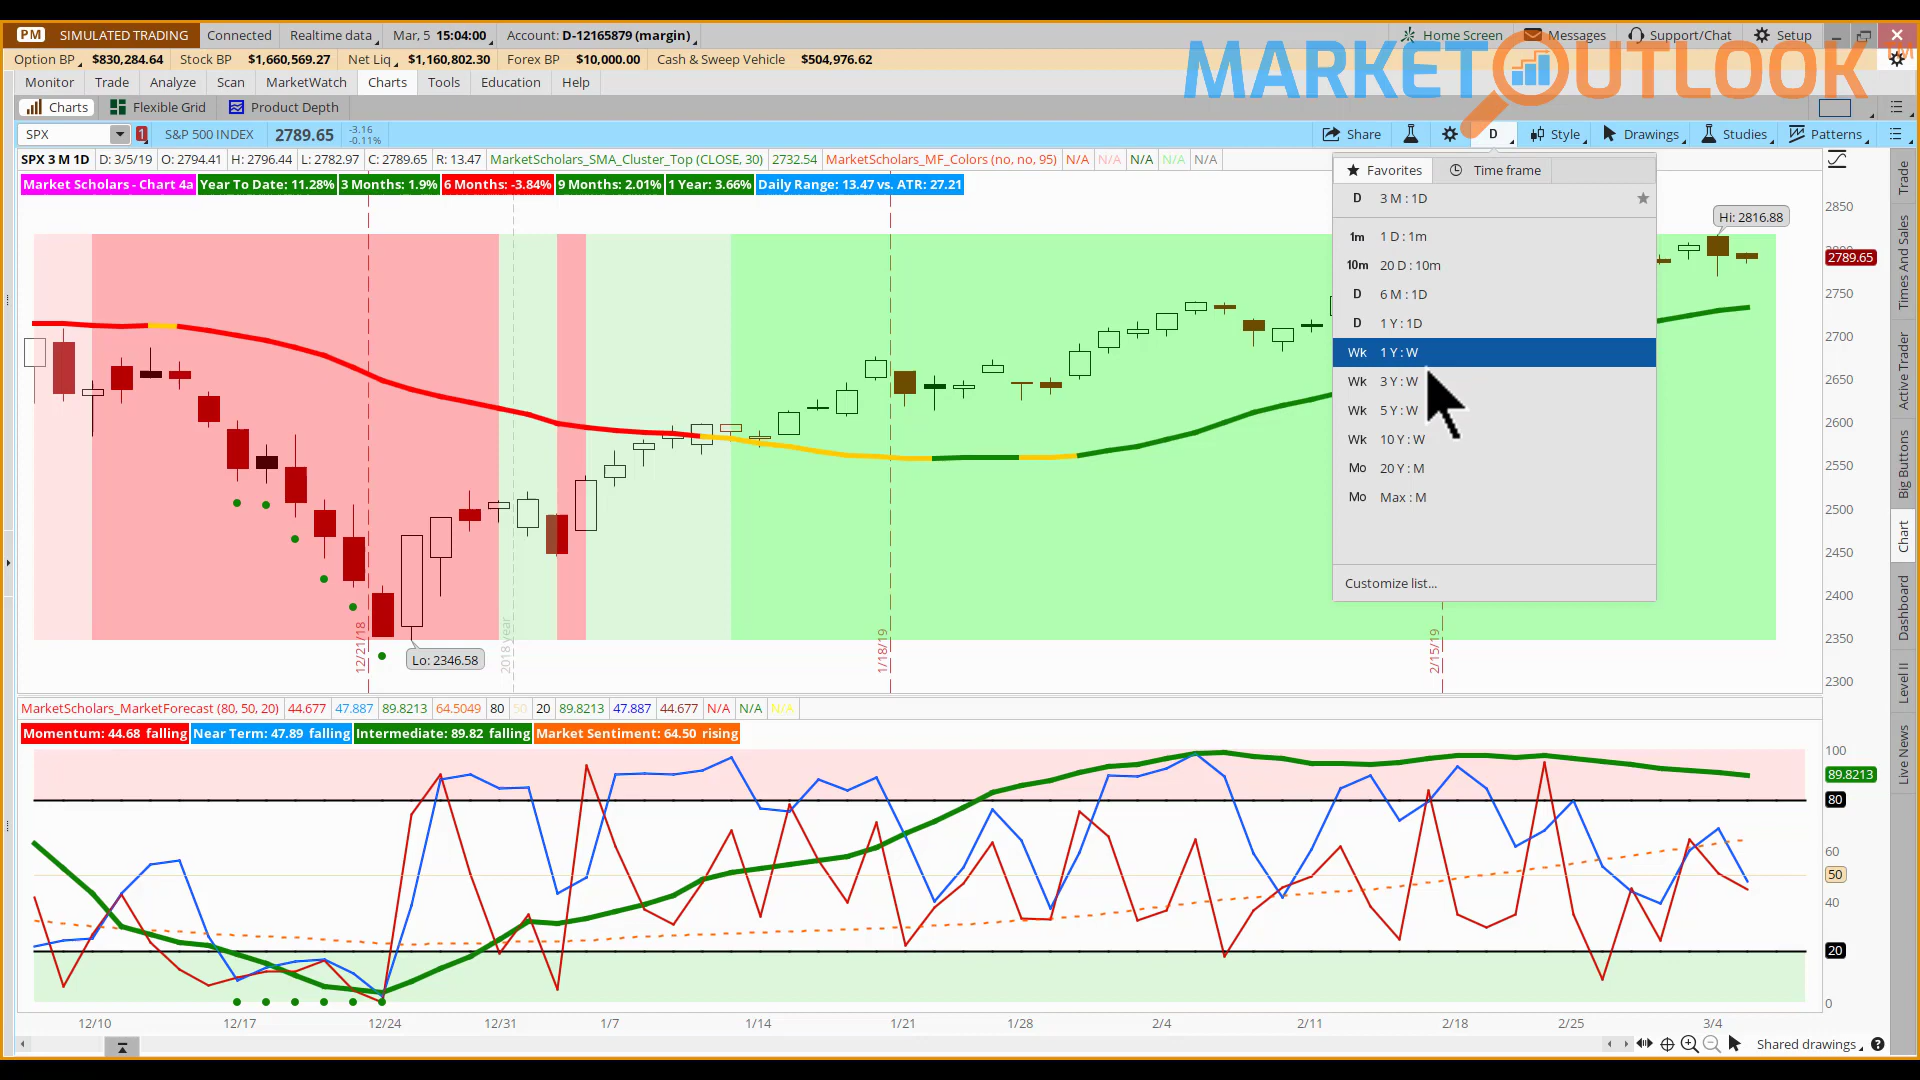 PM SIMULATED TRADING Connected Realtime data Mar, 5 15:04:00 Account: D-12165879 (margin) Home Screen Messages Support/Chat Setup
MARKET OUTLOOK
Option BP $830,284.64 Stock BP $1,660,569.27 Net Liq $1,160,802.30 Forex BP $10,000.00 Cash & Sweep Vehicle $504,976.62
Monitor Trade Analyze Scan MarketWatch Charts Tools Education Help
Charts Flexible Grid Product Depth
SPX 1 S&P 500 INDEX 2789.65 -3.16 -0.11% Share D Style Drawings Studies Patterns
SPX 3 M 1D D: 3/5/19 O: 2794.41 H: 2796.44 L: 2782.97 C: 2789.65 R: 13.47 MarketScholars_SMA_Cluster_Top (CLOSE, 30) 2732.54 MarketScholars_MF_Colors (no, no, 95) N/A N/A N/A N/A N/A
Market Scholars - Chart 4a Year To Date: 11.28% 3 Months: 1.9% 6 Months: -3.84% 9 Months: 2.01% 1 Year: 3.66% Daily Range: 13.47 vs. ATR: 27.21
Favorites Time frame
D 3 M : 1D
1m 1 D : 1m
10m 20 D : 10m
D 6 M : 1D
D 1 Y : 1D
Wk 1 Y : W
Wk 3 Y : W
Wk 5 Y : W
Wk 10 Y : W
Mo 20 Y : M
Mo Max : M
Customize list...
Hi: 2816.88
Lo: 2346.58
12/21/18
2018 year
1/18/19
2/15/19
2850
2800
2789.65
2750
2700
2650
2600
2550
2500
2450
2400
2350
2300
Trade
Times And Sales
Active Trader
Big Buttons
Chart
Dashboard
Level II
Live News
MarketScholars_MarketForecast (80, 50, 20) 44.677 47.887 89.8213 64.5049 80 50 20 89.8213 47.887 44.677 N/A N/A N/A
Momentum: 44.68 falling Near Term: 47.89 falling Intermediate: 89.82 falling Market Sentiment: 64.50 rising
100
89.8213
80
60
50
40
20
0
12/10 12/17 12/24 12/31 1/7 1/14 1/21 1/28 2/4 2/11 2/18 2/25 3/4
Shared drawings